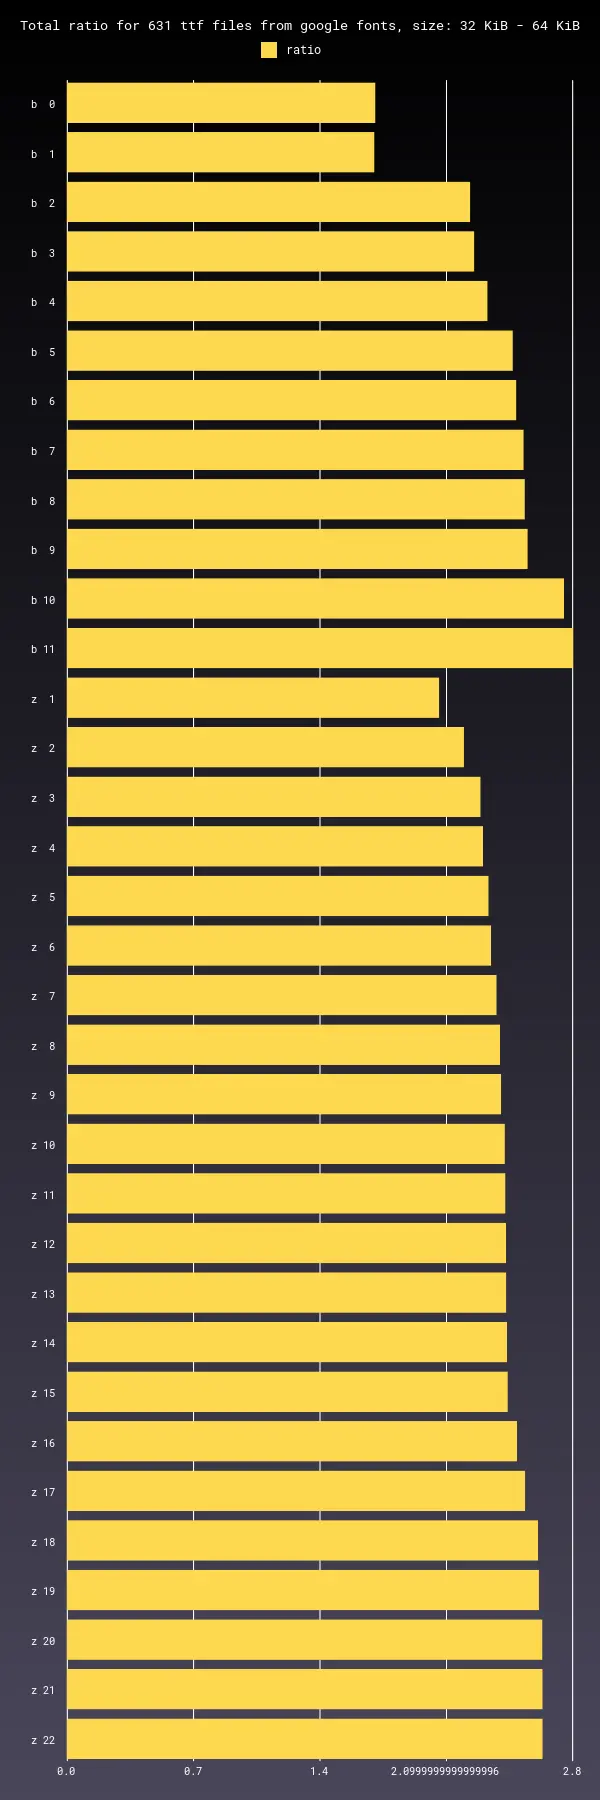 Total ratio for 631 ttf files from google fonts, size: 32 KiB - 64 KiB
ratio
b 0
b 1
b 2
b 3
b 4
b 5
b 6
b 7
b 8
b 9
b 10
b 11
z 1
z 2
z 3
z 4
z 5
z 6
z 7
z 8
z 9
z 10
z 11
z 12
z 13
z 14
z 15
z 16
z 17
z 18
z 19
z 20
z 21
z 22
0.0 0.7 1.4 2.0999999999999996 2.8